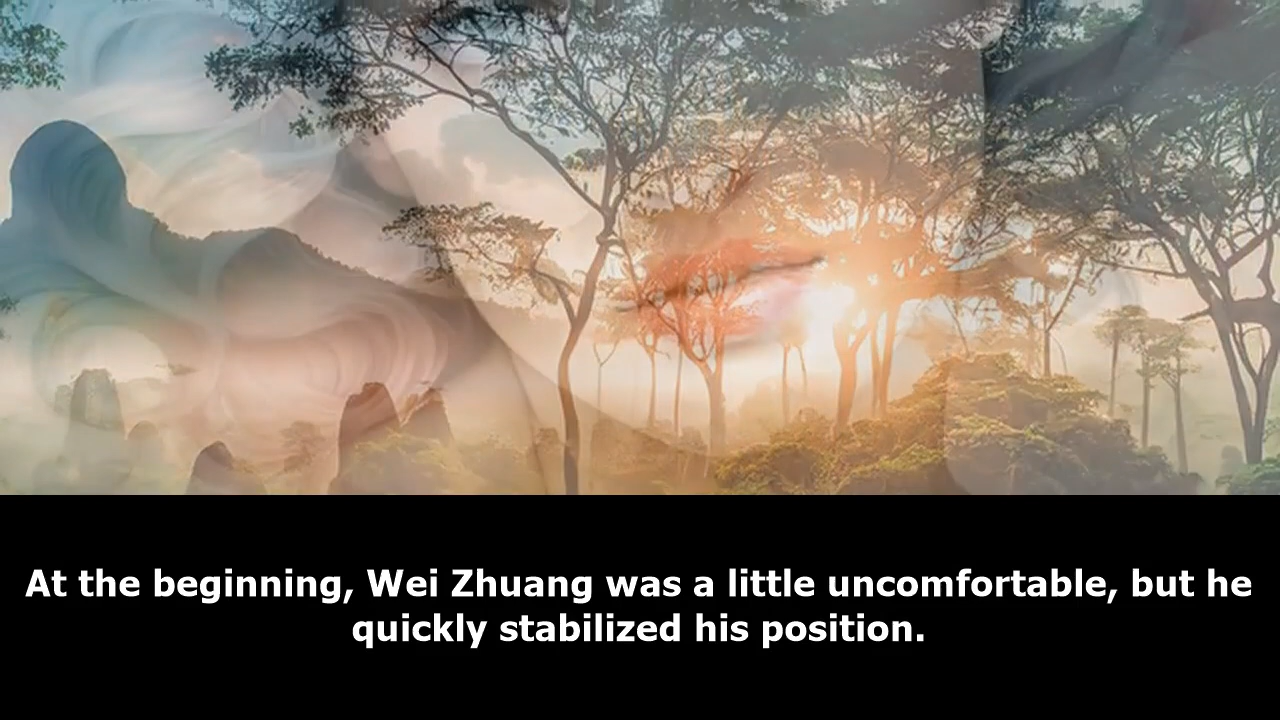 At the beginning, Wei Zhuang was a little uncomfortable, but he
quickly stabilized his position.